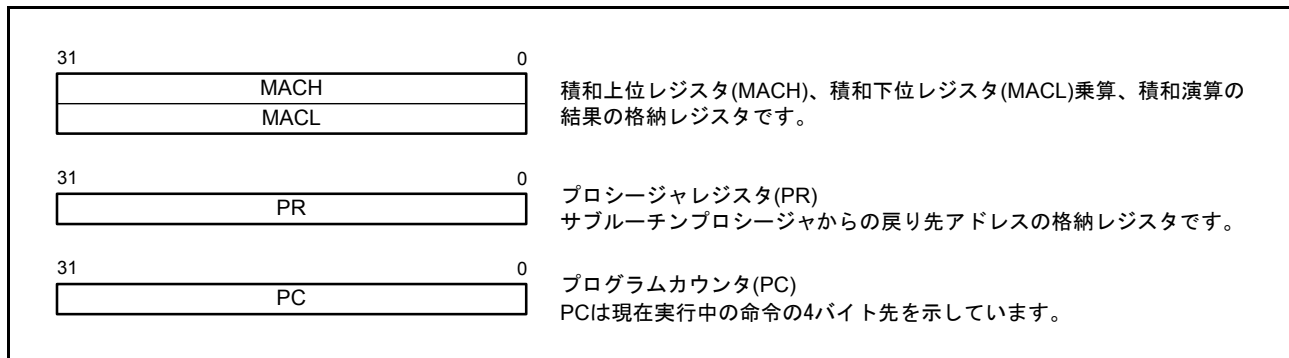 31 0
MACH
MACL
積和上位レジスタ(MACH)、積和下位レジスタ(MACL)乗算、積和演算の
結果の格納レジスタです。
31 0
PR
プロシージャレジスタ(PR)
サブルーチンプロシージャからの戻り先アドレスの格納レジスタです。
31 0
PC
プログラムカウンタ(PC)
PCは現在実行中の命令の4バイト先を示しています。